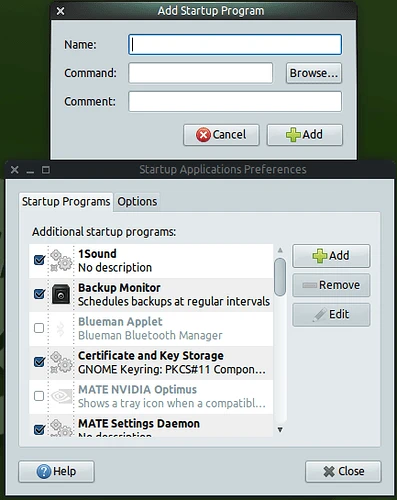 Add Startup Program
Name:
Command:
Browse...
Comment:
Cancel
Add
Startup Applications Preferences
Startup Programs
Options
Additional startup programs:
1Sound
No description
Backup Monitor
Schedules backups at regular intervals
Blueman Applet
Blueman Bluetooth Manager
Certificate and Key Storage
GNOME Keyring: PKCS#11 Compon...
MATE NVIDIA Optimus
Shows a tray icon when a compatibl...
MATE Settings Daemon
No description
Add
Remove
Edit
Help
Close